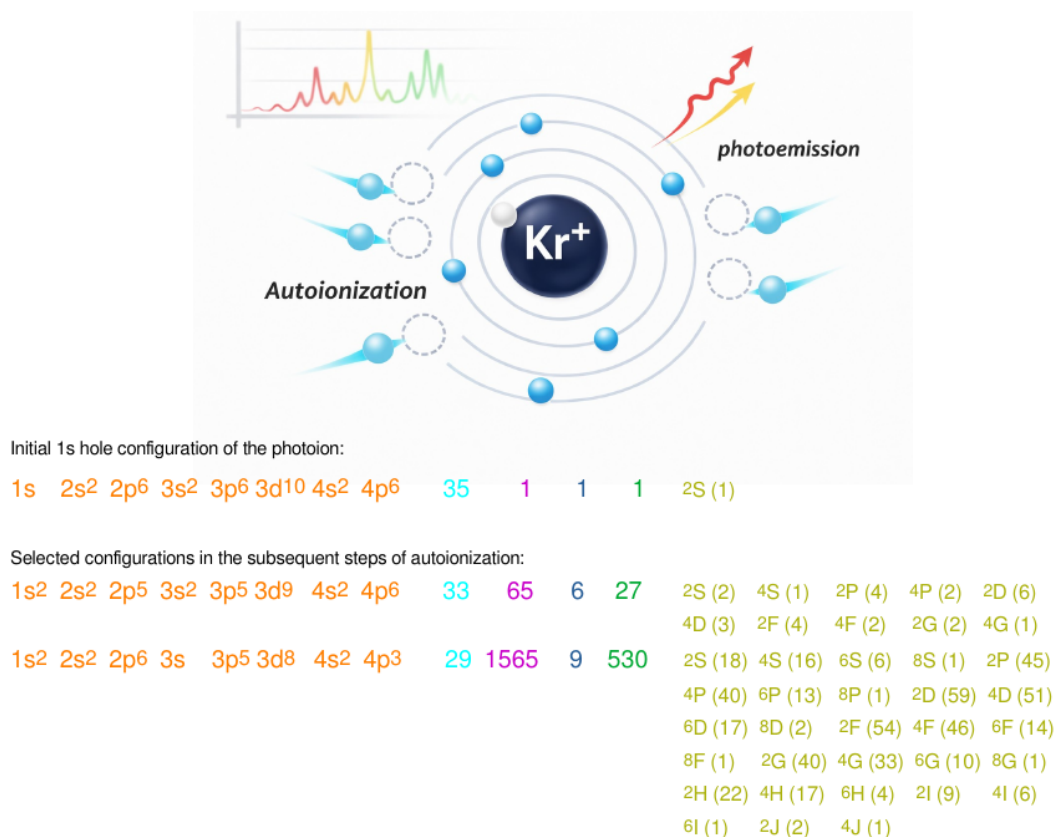 photoemission
Kr⁺
Autoionization
Initial 1s hole configuration of the photoion:
1s 2s² 2p⁶ 3s² 3p⁶ 3d¹⁰ 4s² 4p⁶ 35 1 1 1 ²S (1)
Selected configurations in the subsequent steps of autoionization:
1s² 2s² 2p⁵ 3s² 3p⁵ 3d⁹ 4s² 4p⁶ 33 65 6 27 ²S (2) ⁴S (1) ²P (4) ⁴P (2) ²D (6)
⁴D (3) ²F (4) ⁴F (2) ²G (2) ⁴G (1)
1s² 2s² 2p⁶ 3s 3p⁵ 3d⁸ 4s² 4p³ 29 1565 9 530 ²S (18) ⁴S (16) ⁶S (6) ⁸S (1) ²P (45)
⁴P (40) ⁶P (13) ⁸P (1) ²D (59) ⁴D (51)
⁶D (17) ⁸D (2) ²F (54) ⁴F (46) ⁶F (14)
⁸F (1) ²G (40) ⁴G (33) ⁶G (10) ⁸G (1)
²H (22) ⁴H (17) ⁶H (4) ²I (9) ⁴I (6)
⁶I (1) ²J (2) ⁴J (1)